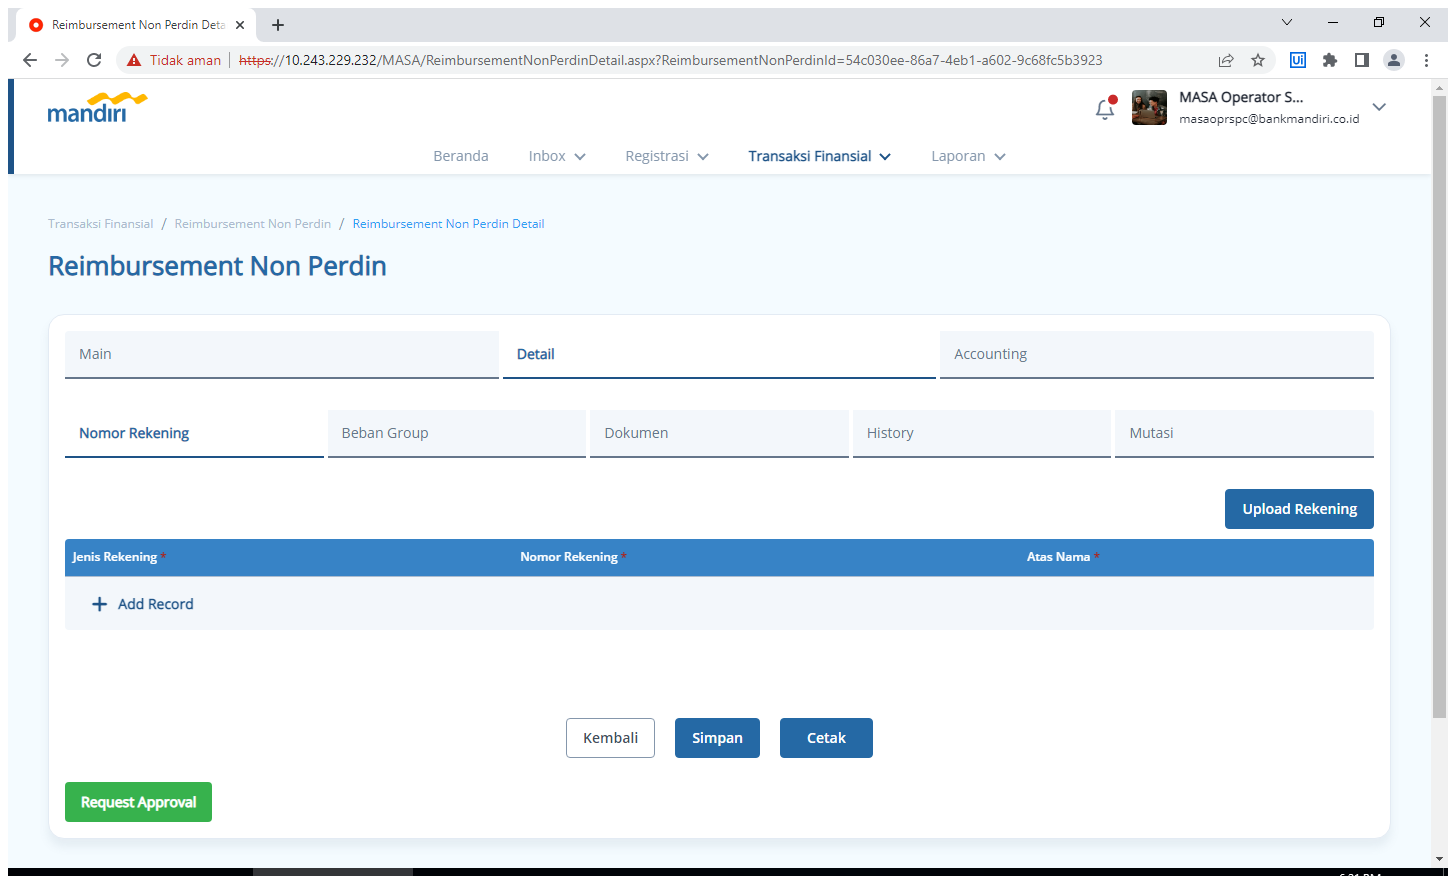 Reimbursement Non Perdin Deta
Tidak aman https://10.243.229.232/MASA/ReimbursementNonPerdinDetail.aspx?ReimbursementNonPerdinId=54c030ee-86a7-4eb1-a602-9c68fc5b3923
Ui
mandiri
MASA Operator S...
masaoprspc@bankmandiri.co.id
Beranda Inbox Registrasi Transaksi Finansial Laporan
Transaksi Finansial / Reimbursement Non Perdin / Reimbursement Non Perdin Detail
Reimbursement Non Perdin
Main Detail Accounting
Nomor Rekening Beban Group Dokumen History Mutasi
Upload Rekening
Jenis Rekening * Nomor Rekening * Atas Nama *
+ Add Record
Kembali Simpan Cetak
Request Approval